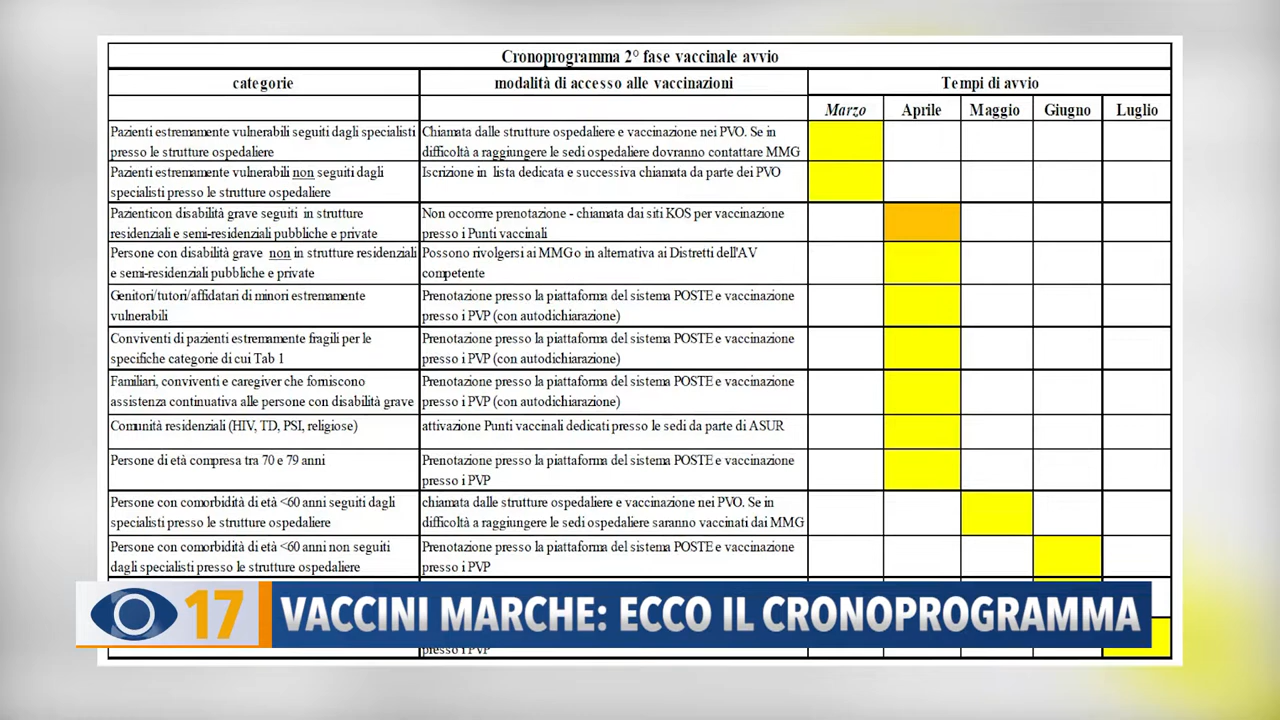 Cronoprogramma 2° fase vaccinale avvio
categorie modalità di accesso alle vaccinazioni Tempi di avvio
Marzo Aprile Maggio Giugno Luglio
Pazienti estremamente vulnerabili seguiti dagli specialisti
presso le strutture ospedaliere
Chiamata dalle strutture ospedaliere e vaccinazione nei PVO. Se in
difficoltà a raggiungere le sedi ospedaliere dovranno contattare MMG
Pazienti estremamente vulnerabili non seguiti dagli
specialisti presso le strutture ospedaliere
Iscrizione in lista dedicata e successiva chiamata da parte dei PVO
Pazienticon disabilità grave seguiti in strutture
residenziali e semi-residenziali pubbliche e private
Non occorrre prenotazione - chiamata dai siti KOS per vaccinazione
presso i Punti vaccinali
Persone con disabilità grave non in strutture residenziali
e semi-residenziali pubbliche e private
Possono rivolgersi ai MMG o in alternativa ai Distretti dell'AV
competente
Genitori/tutori/affidatari di minori estremamente
vulnerabili
Prenotazione presso la piattaforma del sistema POSTE e vaccinazione
presso i PVP (con autodichiarazione)
Conviventi di pazienti estremamente fragili per le
specifiche categorie di cui Tab 1
Prenotazione presso la piattaforma del sistema POSTE e vaccinazione
presso i PVP (con autodichiarazione)
Familiari, conviventi e caregiver che forniscono
assistenza continuativa alle persone con disabilità grave
Prenotazione presso la piattaforma del sistema POSTE e vaccinazione
presso i PVP (con autodichiarazione)
Comunità residenziali (HIV, TD, PSI, religiose)
attivazione Punti vaccinali dedicati presso le sedi da parte di ASUR
Persone di età compresa tra 70 e 79 anni
Prenotazione presso la piattaforma del sistema POSTE e vaccinazione
presso i PVP
Persone con comorbidità di età <60 anni seguiti dagli
specialisti presso le strutture ospedaliere
chiamata dalle strutture ospedaliere e vaccinazione nei PVO. Se in
difficoltà a raggiungere le sedi ospedaliere saranno vaccinati dai MMG
Persone con comorbidità di età <60 anni non seguiti
dagli specialisti presso le strutture ospedaliere
Prenotazione presso la piattaforma del sistema POSTE e vaccinazione
presso i PVP
17 VACCINI MARCHE: ECCO IL CRONOPROGRAMMA
presso i PVP